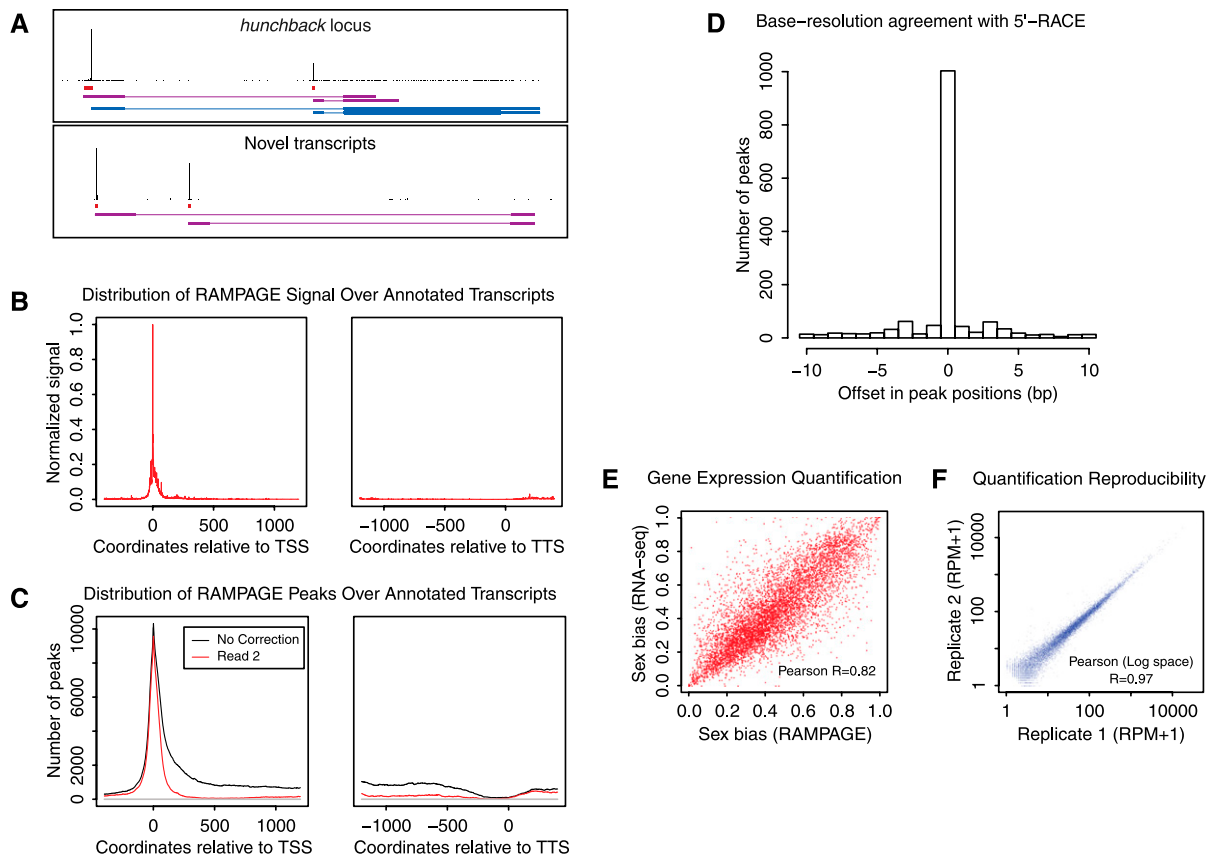 A
hunchback locus
Novel transcripts
B
Distribution of RAMPAGE Signal Over Annotated Transcripts
Normalized signal
0.0 0.2 0.4 0.6 0.8 1.0
0 500 1000
Coordinates relative to TSS
−1000 −500 0
Coordinates relative to TTS
C
Distribution of RAMPAGE Peaks Over Annotated Transcripts
Number of peaks
0 2000 6000 10000
No Correction
Read 2
0 500 1000
Coordinates relative to TSS
−1000 −500 0
Coordinates relative to TTS
D
Base−resolution agreement with 5'−RACE
Number of peaks
0 200 400 600 800 1000
−10 −5 0 5 10
Offset in peak positions (bp)
E
Gene Expression Quantification
Sex bias (RNA−seq)
0.0 0.2 0.4 0.6 0.8 1.0
Pearson R=0.82
0.0 0.2 0.4 0.6 0.8 1.0
Sex bias (RAMPAGE)
F
Quantification Reproducibility
Replicate 2 (RPM+1)
1 100 10000
Pearson (Log space)
R=0.97
1 10 100 10000
Replicate 1 (RPM+1)